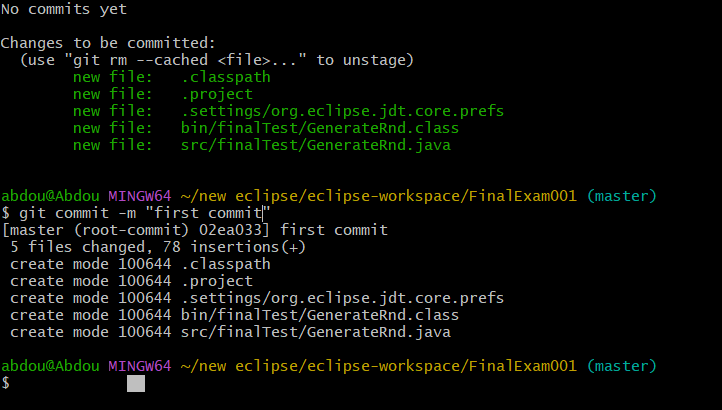 No commits yet
Changes to be committed:
(use "git rm --cached <file>..." to unstage)
new file: .classpath
new file: .project
new file: .settings/org.eclipse.jdt.core.prefs
new file: bin/finalTest/GenerateRnd.class
new file: src/finalTest/GenerateRnd.java
abdou@Abdou MINGW64 ~/new eclipse/eclipse-workspace/FinalExam001 (master)
$ git commit -m "first commit"
[master (root-commit) 02ea033] first commit
5 files changed, 78 insertions(+)
create mode 100644 .classpath
create mode 100644 .project
create mode 100644 .settings/org.eclipse.jdt.core.prefs
create mode 100644 bin/finalTest/GenerateRnd.class
create mode 100644 src/finalTest/GenerateRnd.java
abdou@Abdou MINGW64 ~/new eclipse/eclipse-workspace/FinalExam001 (master)
$